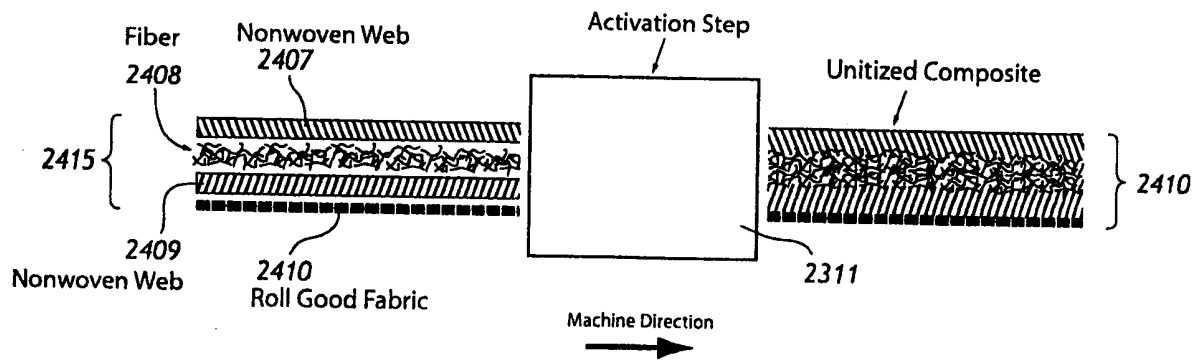 Activation Step
Fiber
2408
Nonwoven Web
2407
Unitized Composite
2415
2410
2409
Nonwoven Web
2410
Roll Good Fabric
2311
Machine Direction